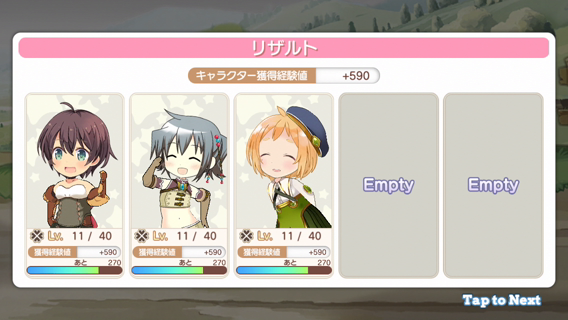 リザルト
キャラクター獲得経験値 +590
Lv. 11 / 40
獲得経験値 +590
あと 270
Lv. 11 / 40
獲得経験値 +590
あと 270
Lv. 11 / 40
獲得経験値 +590
あと 270
Empty
Empty
Tap to Next